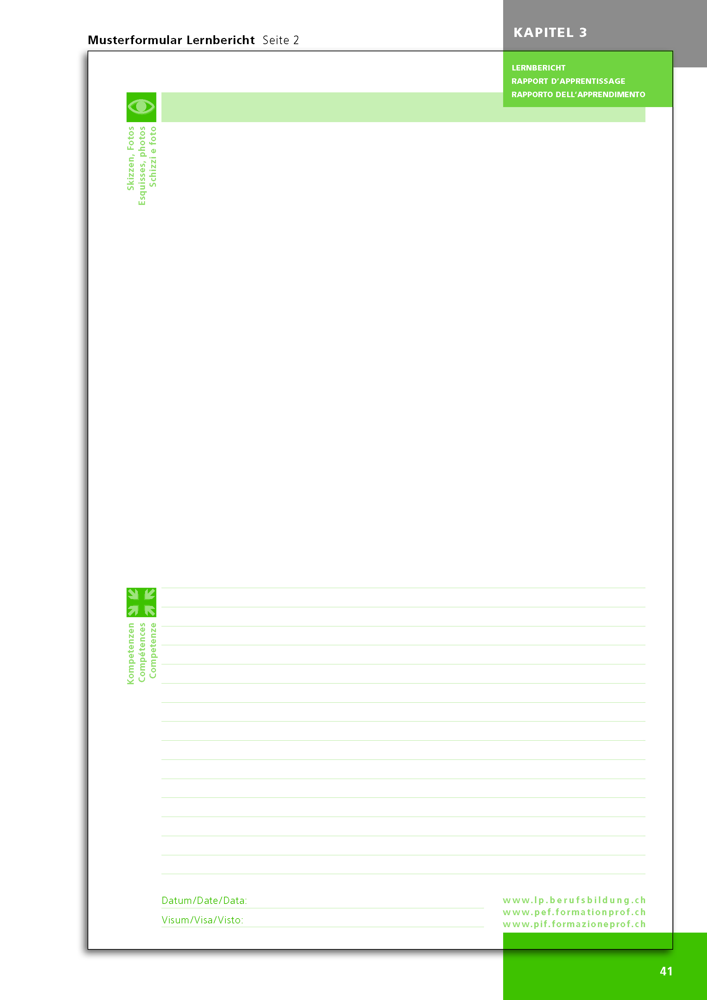 KAPITEL 3
Musterformular Lernbericht Seite 2
LERNBERICHT
RAPPORT D’APPRENTISSAGE
RAPPORTO DELL‘APPRENDIMENTO
Skizzen, Fotos
Esquisses, photos
Schizzi e foto
Kompetenzen
Compétences
Competenze
Datum/Date/Data:
Visum/Visa/Visto:
www.lp.berufsbildung.ch
www.pef.formationprof.ch
www.pif.formazioneprof.ch
41